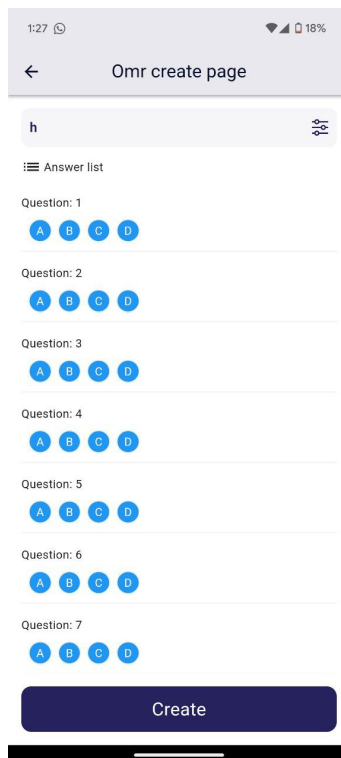 1:27 18%
Omr create page
h
Answer list
Question: 1
A B C D
Question: 2
A B C D
Question: 3
A B C D
Question: 4
A B C D
Question: 5
A B C D
Question: 6
A B C D
Question: 7
A B C D
Create